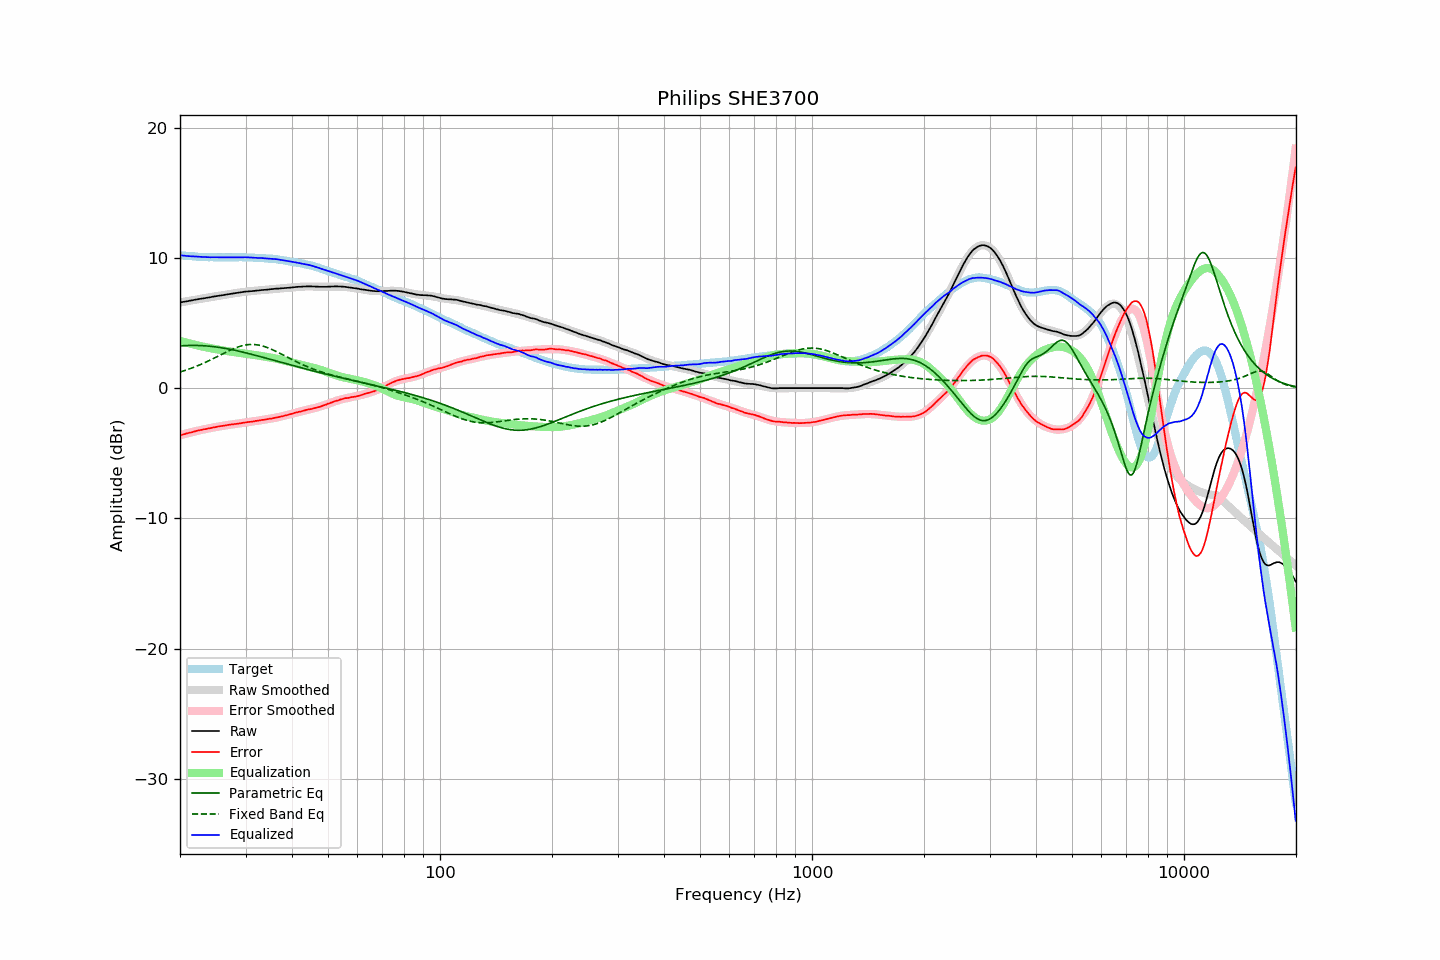 Philips SHE3700
20
10
0
−10
−20
−30
Amplitude (dBr)
Target
Raw Smoothed
Error Smoothed
Raw
Error
Equalization
Parametric Eq
Fixed Band Eq
Equalized
100
1000
10000
Frequency (Hz)